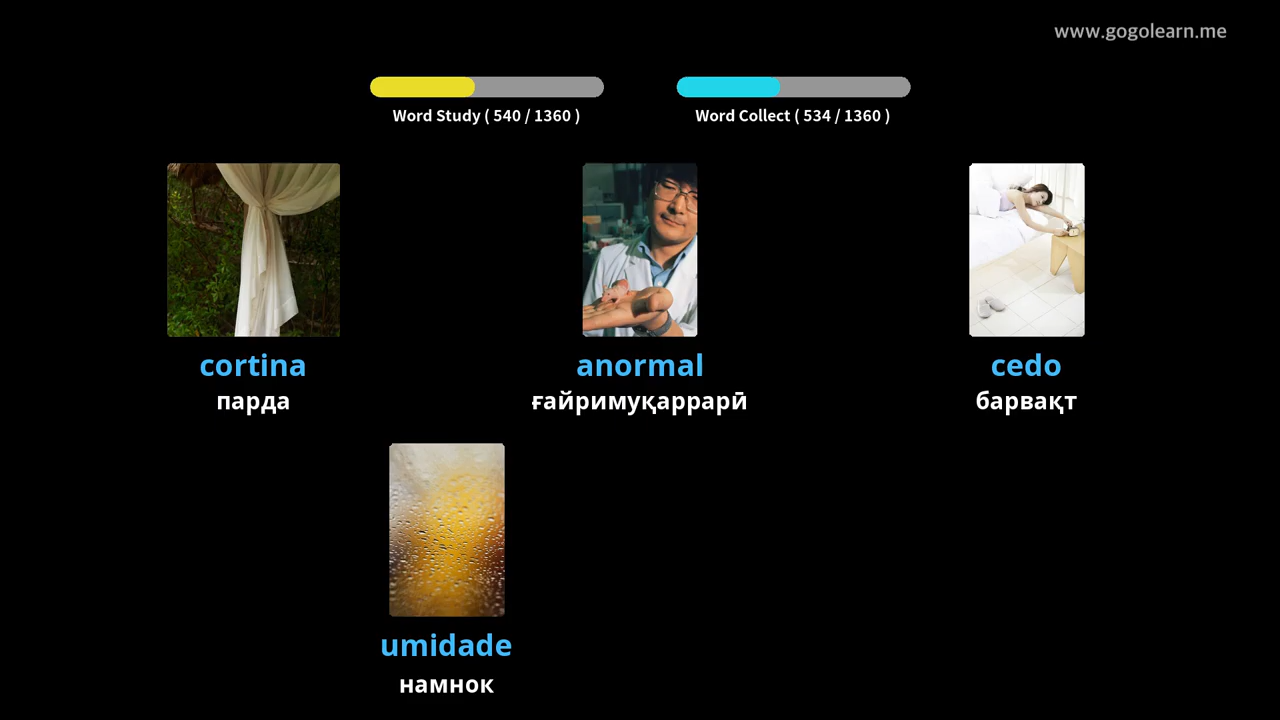 www.gogolearn.me
Word Study ( 540 / 1360 )
Word Collect ( 534 / 1360 )
cortina
парда
anormal
ғайримуқаррарӣ
cedo
барвақт
umidade
намнок